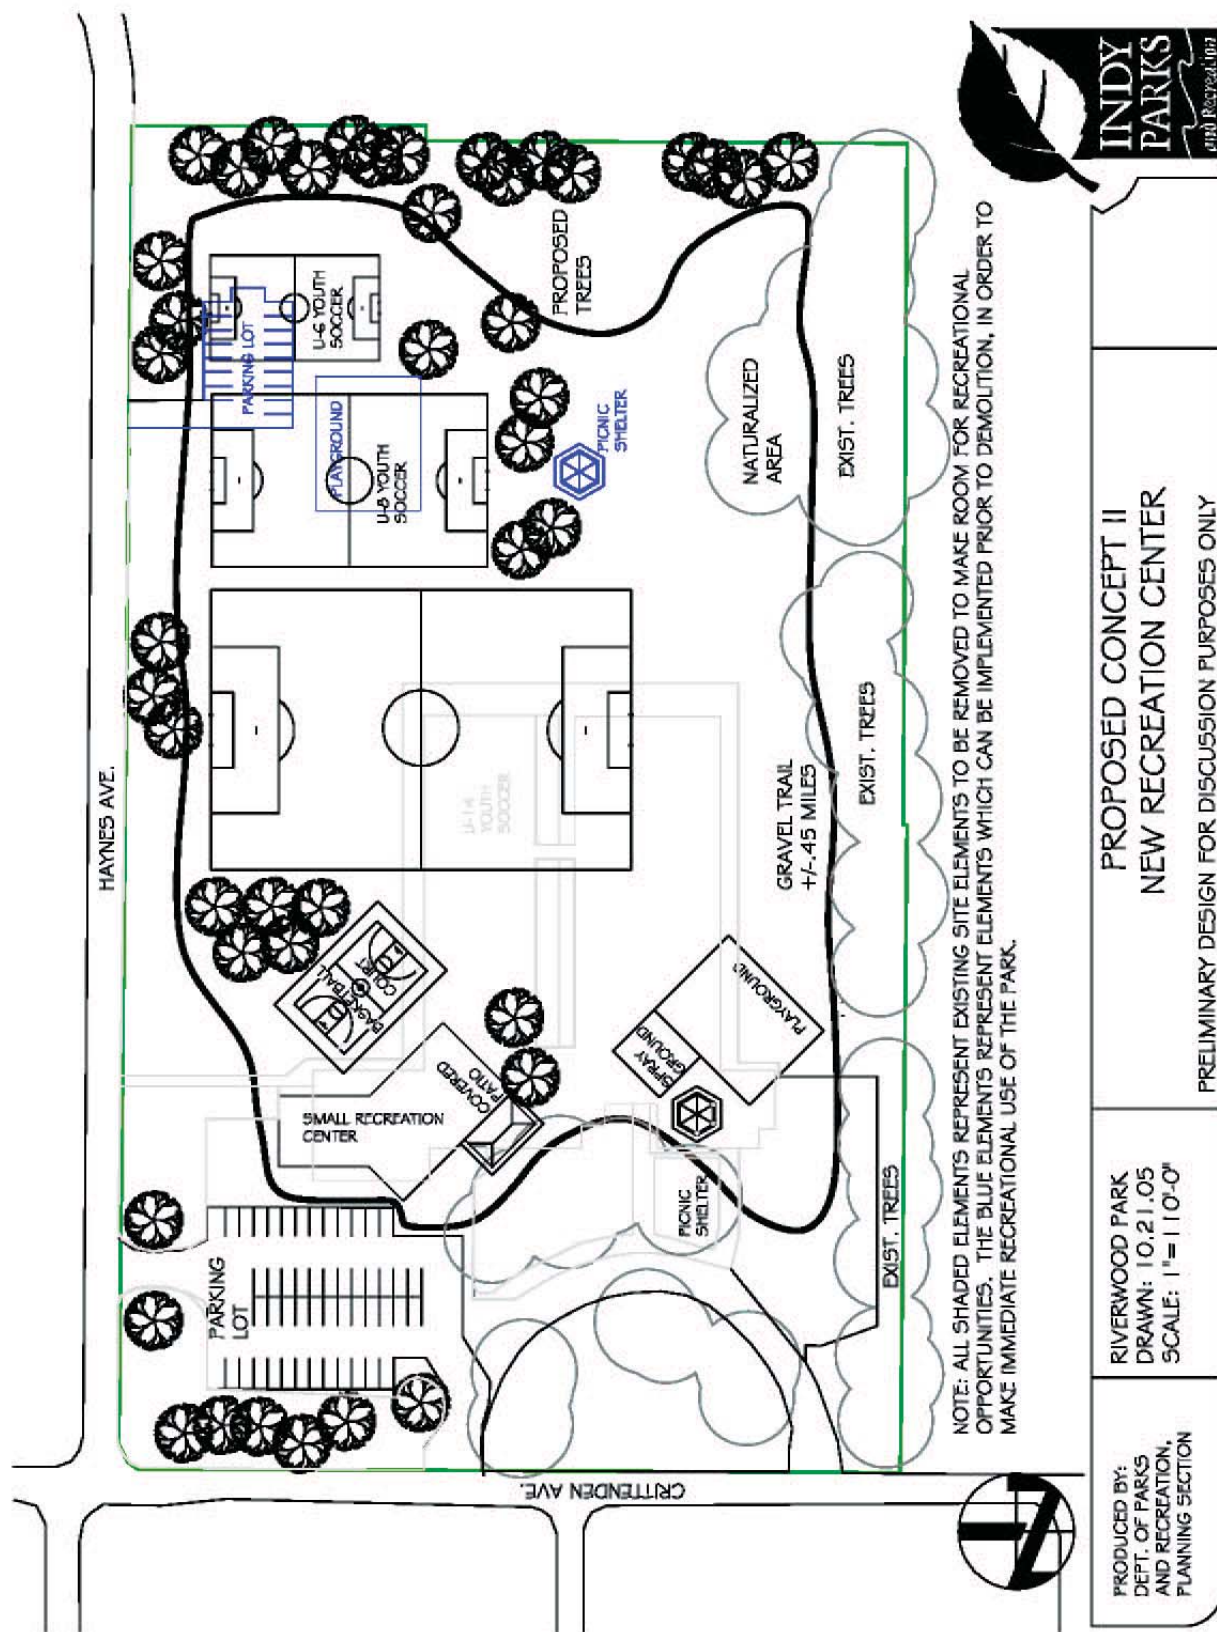 HAYNES AVE.
PARKING
LOT
SMALL RECREATION
CENTER
COVERED
PATIO
BASKETBALL
COURT
U-14
YOUTH
SOCCER
U-8 YOUTH
SOCCER
PLAYGROUND
PARKING LOT
U-6 YOUTH
SOCCER
PICNIC
SHELTER
PROPOSED
TREES
PICNIC
SHELTER
SPRAY
GROUND
PLAYGROUND
GRAVEL TRAIL
+/-.45 MILES
NATURALIZED
AREA
EXIST. TREES
EXIST. TREES
EXIST. TREES
CRITTENDEN AVE.
NOTE: ALL SHADED ELEMENTS REPRESENT EXISTING SITE ELEMENTS TO BE REMOVED TO MAKE ROOM FOR RECREATIONAL
OPPORTUNITIES. THE BLUE ELEMENTS REPRESENT ELEMENTS WHICH CAN BE IMPLEMENTED PRIOR TO DEMOLITION, IN ORDER TO
MAKE IMMEDIATE RECREATIONAL USE OF THE PARK.
PRODUCED BY:
DEPT. OF PARKS
AND RECREATION,
PLANNING SECTION
RIVERWOOD PARK
DRAWN: 10.21.05
SCALE: 1"=110'-0"
PROPOSED CONCEPT II
NEW RECREATION CENTER
PRELIMINARY DESIGN FOR DISCUSSION PURPOSES ONLY
INDY
PARKS
and Recreation